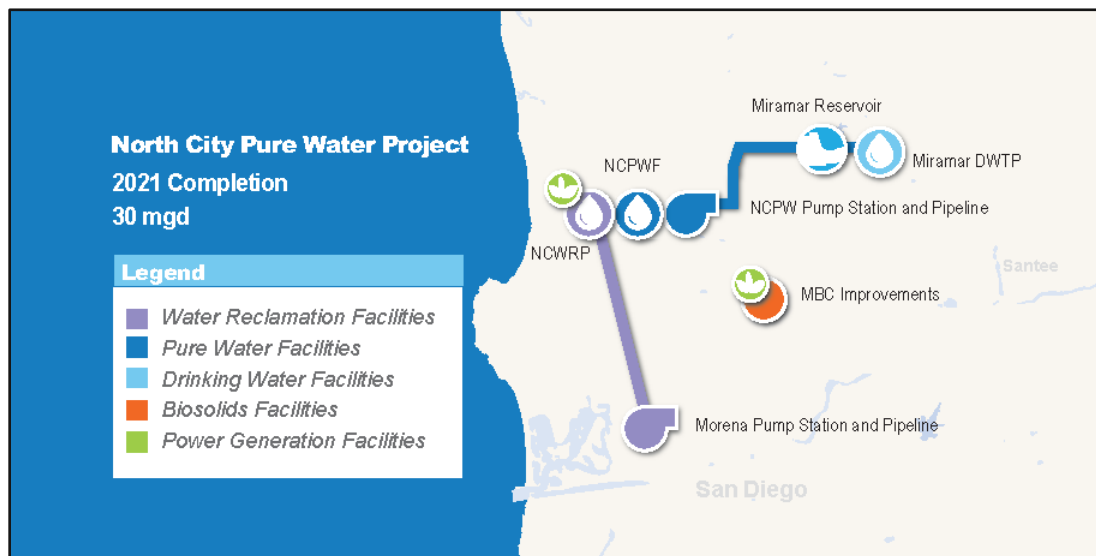 North City Pure Water Project
2021 Completion
30 mgd
Legend
Water Reclamation Facilities
Pure Water Facilities
Drinking Water Facilities
Biosolids Facilities
Power Generation Facilities
Miramar Reservoir
NCPWF
Miramar DWTP
NCPW Pump Station and Pipeline
NCWRP
Santee
MBC Improvements
Morena Pump Station and Pipeline
San Diego